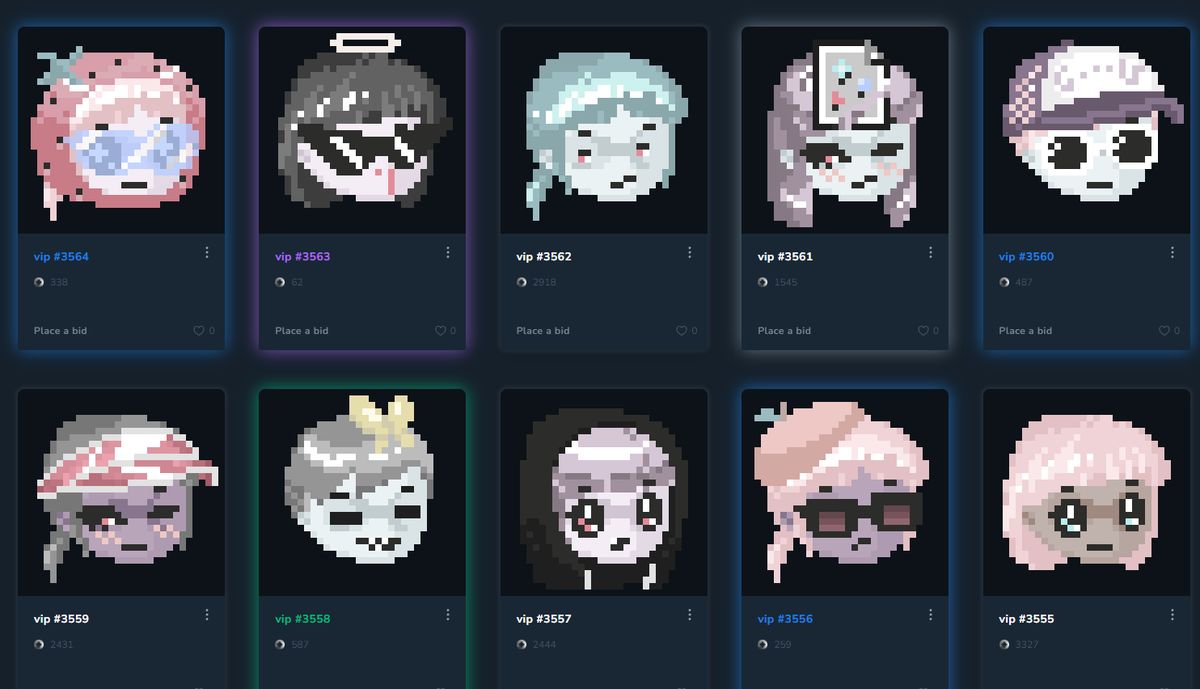 vip #3564
338
Place a bid
0
vip #3563
62
Place a bid
0
vip #3562
2918
Place a bid
0
vip #3561
1545
Place a bid
0
vip #3560
487
Place a bid
0
vip #3559
2431
vip #3558
587
vip #3557
2444
vip #3556
259
vip #3555
3327